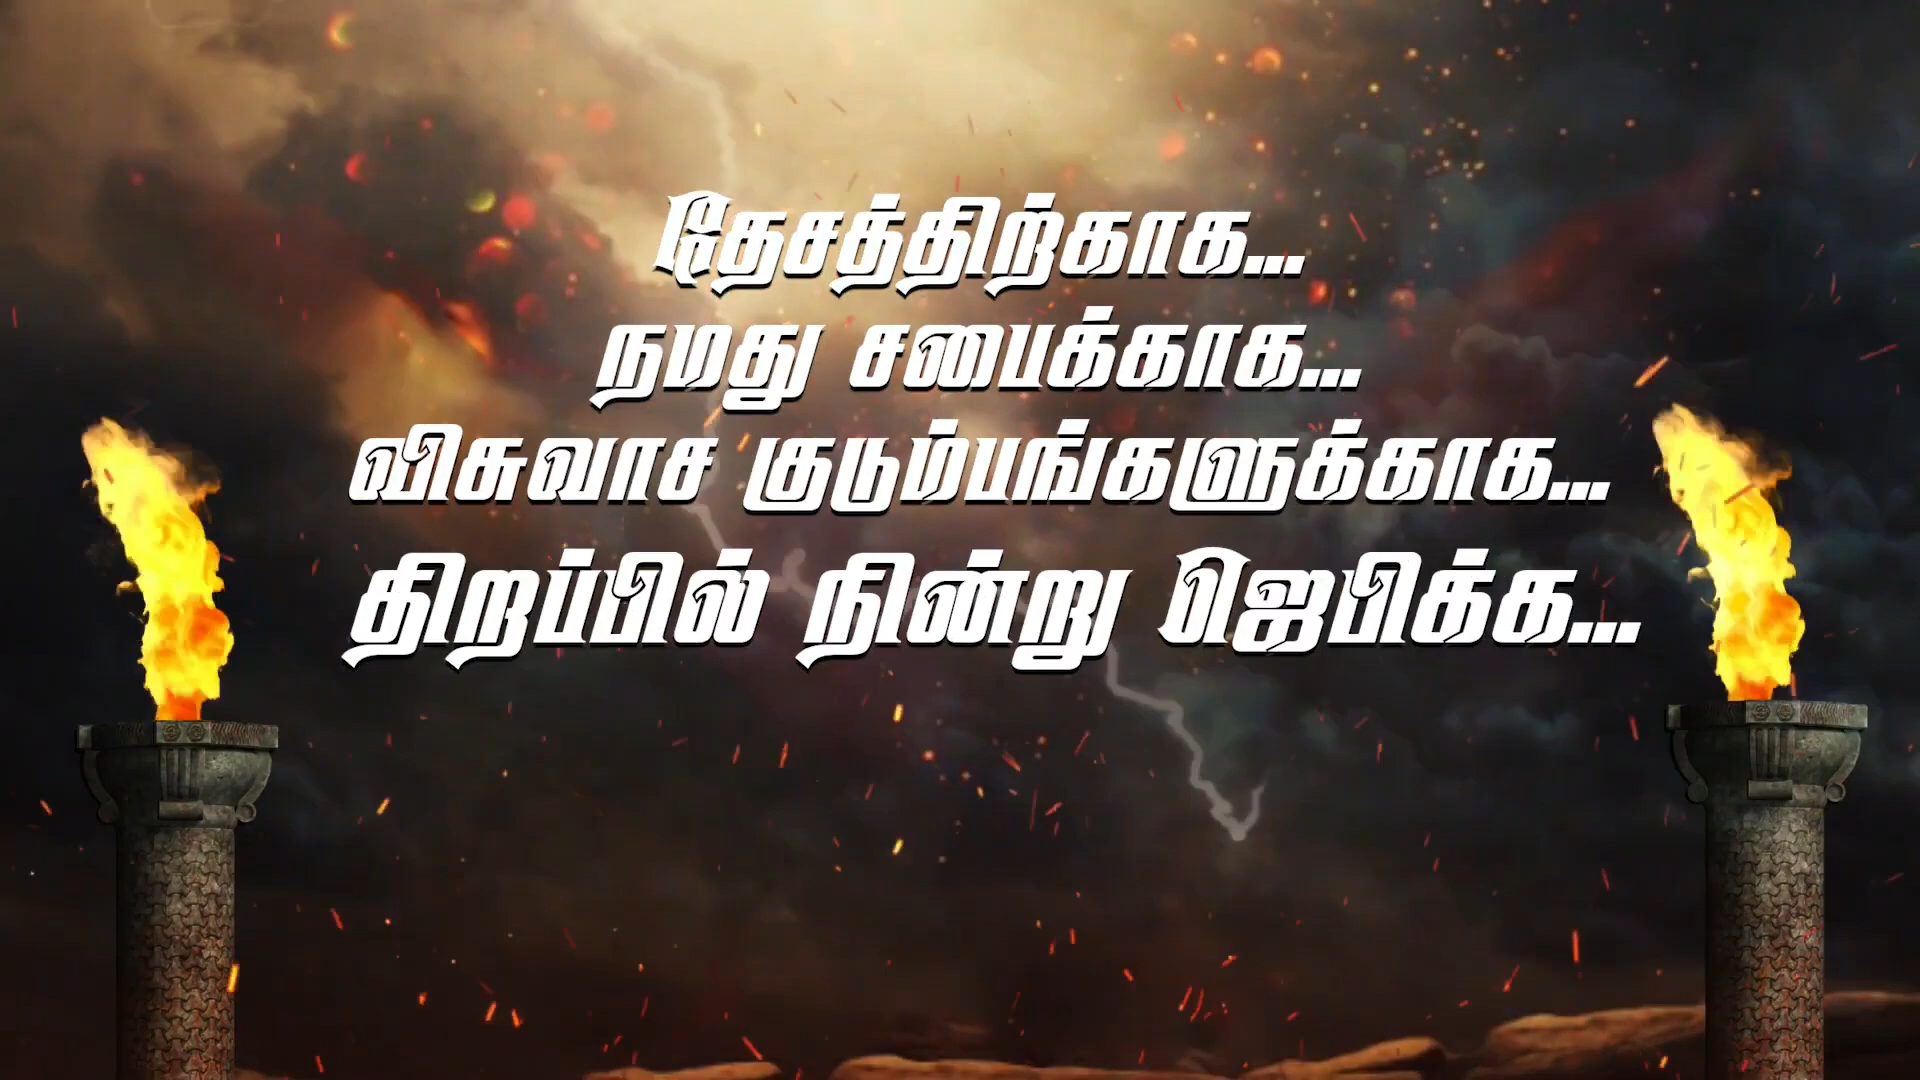 தேசத்திற்காக...
நமது சபைக்காக...
விசுவாச குடும்பங்களுக்காக...
திறப்பில் நின்று ஜெபிக்க...